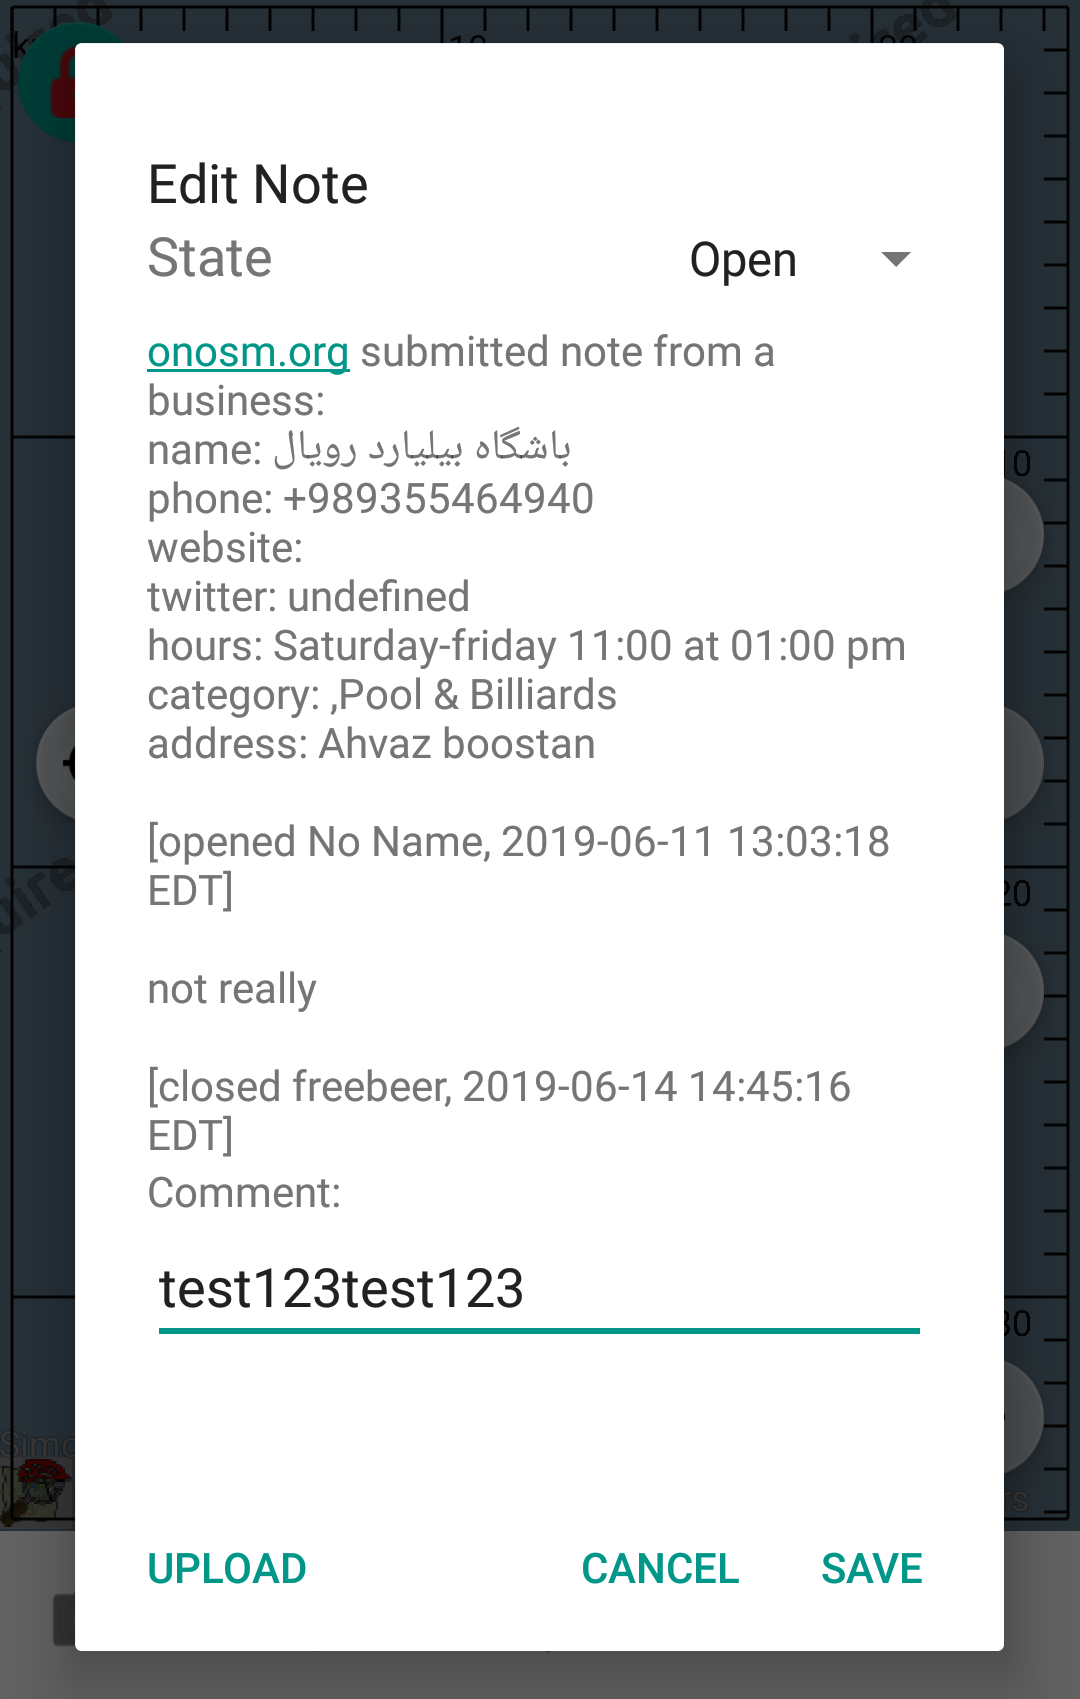 10
20
Edit Note
State Open
onosm.org submitted note from a
business:
name: باشگاه بیلیارد رویال
phone: +989355464940
website:
twitter: undefined
hours: Saturday-friday 11:00 at 01:00 pm
category: ,Pool & Billiards
address: Ahvaz boostan
[opened No Name, 2019-06-11 13:03:18
EDT]
not really
[closed freebeer, 2019-06-14 14:45:16
EDT]
Comment:
test123test123
UPLOAD CANCEL SAVE